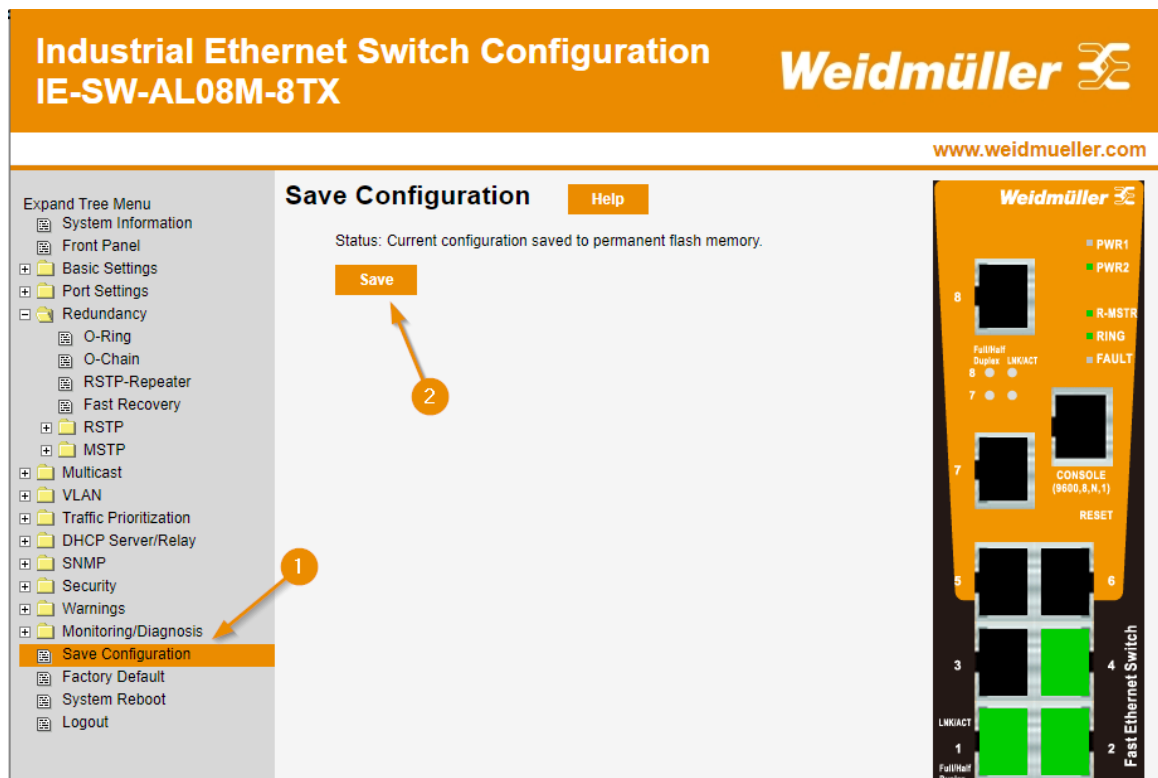 Industrial Ethernet Switch Configuration
IE-SW-AL08M-8TX
Weidmüller
www.weidmueller.com
Expand Tree Menu
System Information
Front Panel
Basic Settings
Port Settings
Redundancy
O-Ring
O-Chain
RSTP-Repeater
Fast Recovery
RSTP
MSTP
Multicast
VLAN
Traffic Prioritization
DHCP Server/Relay
SNMP
Security
Warnings
Monitoring/Diagnosis
Save Configuration
Factory Default
System Reboot
Logout
Save Configuration
Help
Status: Current configuration saved to permanent flash memory.
Save
1
2
Weidmüller
PWR1
PWR2
R-MSTR
RING
FAULT
8
Full/Half
Duplex LNK/ACT
8
7
7
CONSOLE
(9600,8,N,1)
RESET
5
6
3
4
LNK/ACT
1
2
Full/Half
Duplex
Fast Ethernet Switch